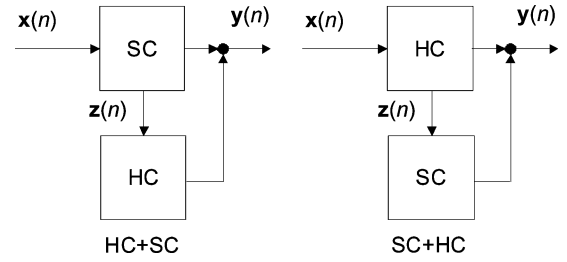 x(n)
SC
y(n)
z(n)
HC
HC+SC
x(n)
HC
y(n)
z(n)
SC
SC+HC